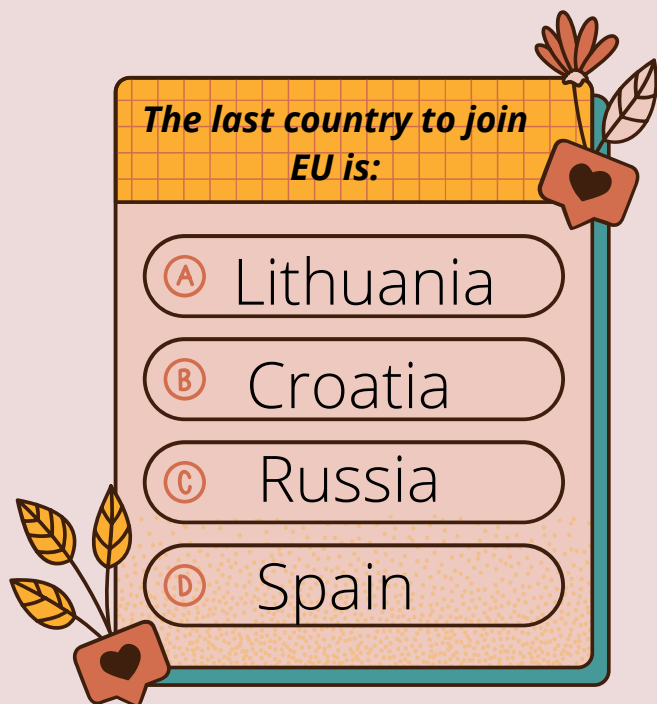 The last country to join
EU is:
A Lithuania
B Croatia
C Russia
D Spain